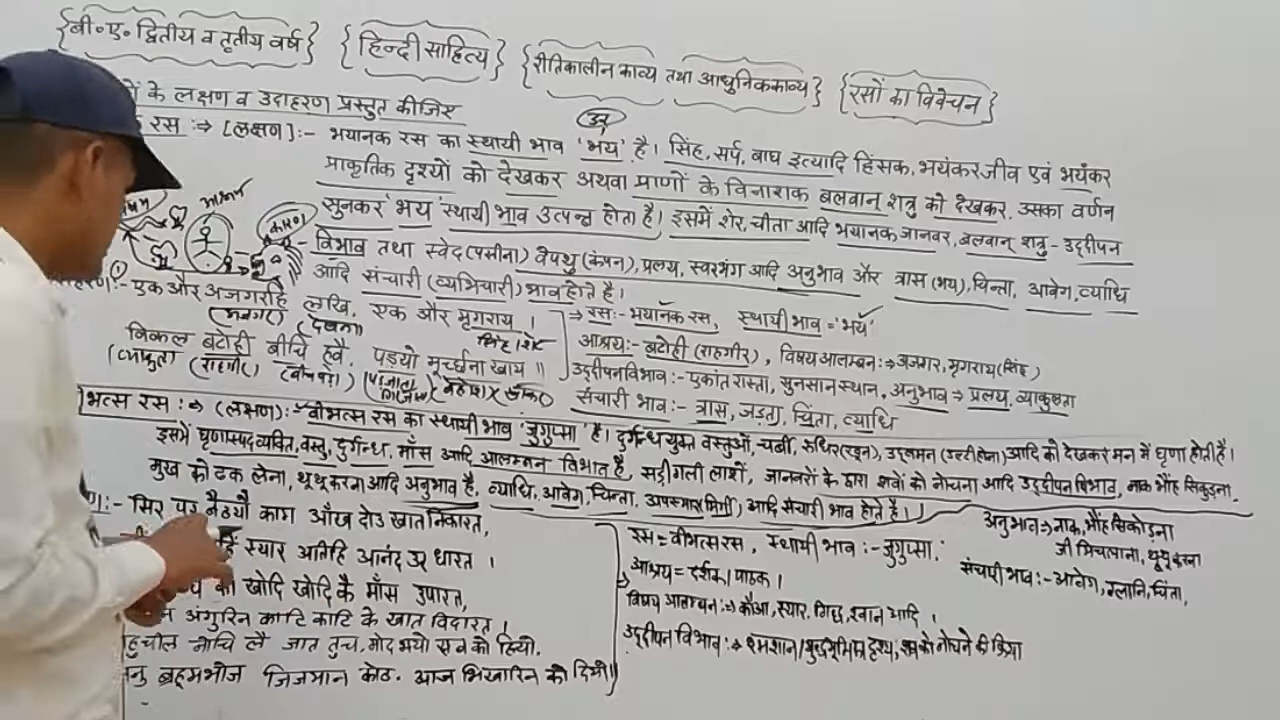 {बी॰ए॰ द्वितीय व तृतीय वर्ष} {हिन्दी साहित्य} {रीतिकालीन काव्य तथा आधुनिककाव्य} {रसों का विवेचन}
के लक्षण व उदाहरण प्रस्तुत कीजिए
रस :⇒ [लक्षण]:- भयानक रस का स्थायी भाव 'भय' है। सिंह, सर्प, बाघ इत्यादि हिंसक, भयंकर जीव एवं भयंकर
प्राकृतिक दृश्यों को देखकर अथवा प्राणों के विनाशक बलवान् शत्रु को देखकर, उसका वर्णन
सुनकर 'भय' स्थायी भाव उत्पन्न होता है। इसमें शेर, चीता आदि भयानक जानवर, बलवान् शत्रु - उद्दीपन
विभाव तथा स्वेद(पसीना) वेपथु(कंपन), प्रलय, स्वरभंग आदि अनुभाव और त्रास (भय), चिन्ता, आवेग, व्याधि
आदि संचारी (व्यभिचारी) भाव होते है।
:- एक और अजगरहिं लखि, एक और मृगराय ।
(अजगर) (देखना)
विकल बटोही बीचि हवै, पड्यो मूर्च्छना खाय ॥
(व्याकुल) (राहगीर)
⇒ रस:- भयानक रस, स्थायी भाव = 'भय'
आश्रय:- बटोही (राहगीर), विषय आलम्बन:⇒ अजगर, मृगराय(सिंह)
उद्दीपन विभाव:- एकांत रास्ता, सुनसान स्थान, अनुभाव ⇒ प्रलय, व्याकुलता
संचारी भाव:- त्रास, जड़ता, चिंता, व्याधि
भत्स रस :⇒ (लक्षण):- वीभत्स रस का स्थायी भाव 'जुगुप्सा' है। दुर्गन्धयुक्त वस्तुओं, चर्बी, रुधिर(खून), उद्वमन (उल्टी होना) आदि को देखकर मन में घृणा होती है।
इसमें घृणास्पद व्यक्ति, वस्तु, दुर्गन्ध, माँस आदि आलम्बन विभाव है, सड़ी गली लाशें, जानवरों के द्वारा शवों को नोचना आदि उद्दीपन विभाव, नाक भौंह सिकुड़ना,
मुख को ढक लेना, थू थू करना आदि अनुभाव है, व्याधि, आवेग, चिन्ता, अपस्मार(मिर्गी) आदि संचारी भाव होते है।
:- सिर पर बैठ्यौ काग आँख दोउ खात निकारत,
स्यार अतिहि आनंद उर धारत ।
को खोदि खोदि कै माँस उपारत,
अंगुरिन काटि काटि के खात विदारत ।
चील नोचि लै जात तुच, मोद भयो सबको हियो,
ब्रह्मभोज जिजमान कोउ, आज भिखारिन को दियो॥
रस = वीभत्स रस, स्थायी भाव :- जुगुप्सा,
आश्रय = दर्शक/पाठक ।
विषय आलम्बन:⇒ कौआ, स्यार, गिद्ध, श्वान आदि ।
उद्दीपन विभाव:⇒ श्मशान/युद्धभूमि का दृश्य, शव को नोचने की क्रिया
अनुभाव ⇒ नाक, भौंह सिकोड़ना
जी मिचलाना, थू थू करना
संचारी भाव:- आवेग, ग्लानि, चिंता,